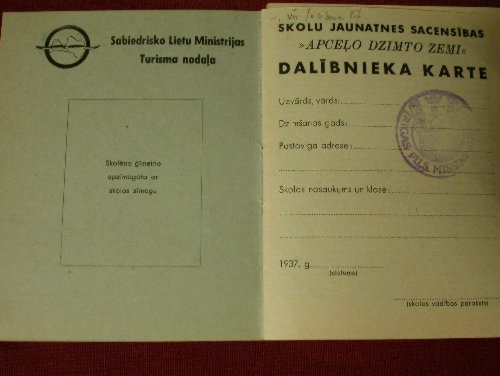 Sabiedrisko Lietu Ministrijas
Turisma nodaļa
Skolēna ģīmetne
apzīmogota ar
skolas zīmogu
SKOLU JAUNATNES SACENSĪBAS
»APCEĻO DZIMTO ZEMI«
DALĪBNIEKA KARTE
Uzvārds, vārds:
Dzimšanas gads:
Pastāvīga adrese:
Skolas nosaukums un klase:
1937. g.
(datums)
(skolas vadības paraksts)